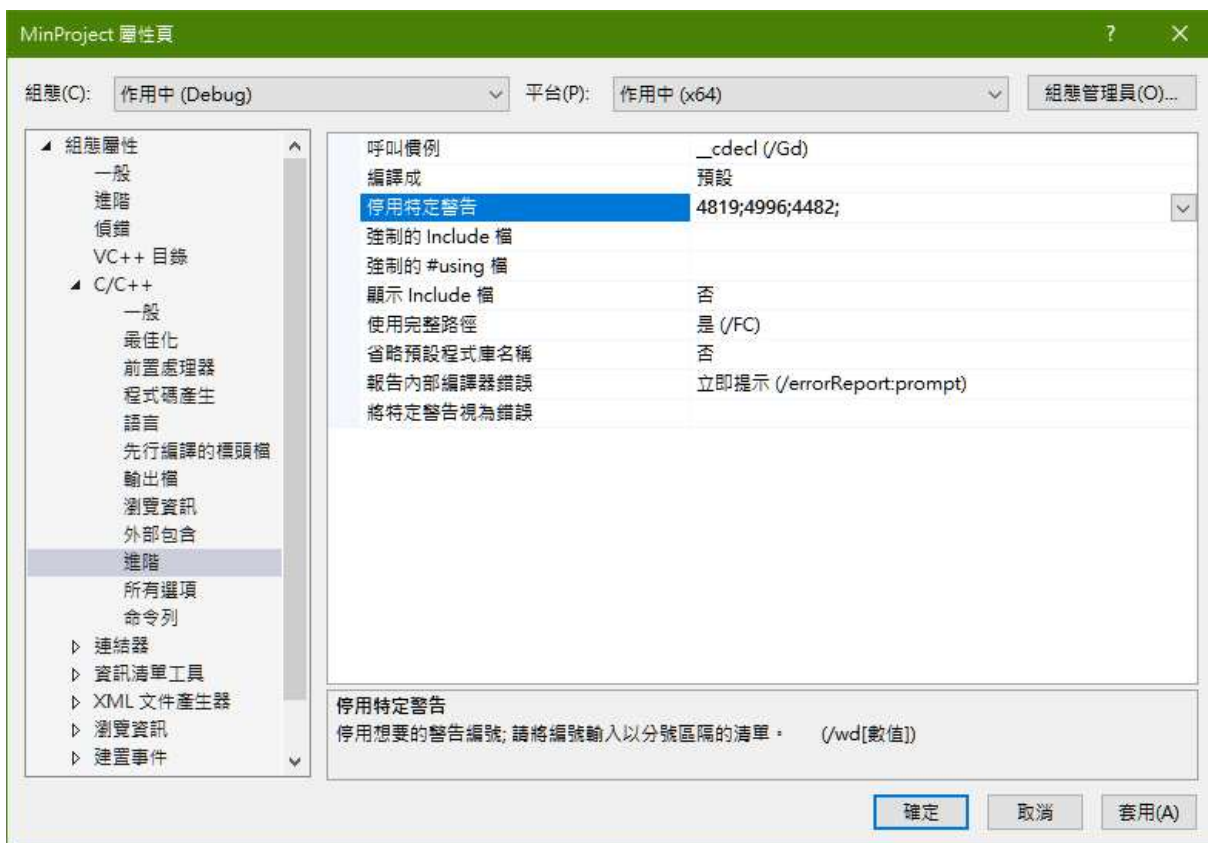 MinProject 屬性頁
? ×
組態(C): 作用中 (Debug) 平台(P): 作用中 (x64) 組態管理員(O)...
組態屬性
一般
進階
偵錯
VC++ 目錄
C/C++
一般
最佳化
前置處理器
程式碼產生
語言
先行編譯的標頭檔
輸出檔
瀏覽資訊
外部包含
進階
所有選項
命令列
連結器
資訊清單工具
XML 文件產生器
瀏覽資訊
建置事件
呼叫慣例 __cdecl (/Gd)
編譯成 預設
停用特定警告 4819;4996;4482;
強制的 Include 檔
強制的 #using 檔
顯示 Include 檔 否
使用完整路徑 是 (/FC)
省略預設程式庫名稱 否
報告內部編譯器錯誤 立即提示 (/errorReport:prompt)
將特定警告視為錯誤
停用特定警告
停用想要的警告編號; 請將編號輸入以分號區隔的清單。 (/wd[數值])
確定 取消 套用(A)